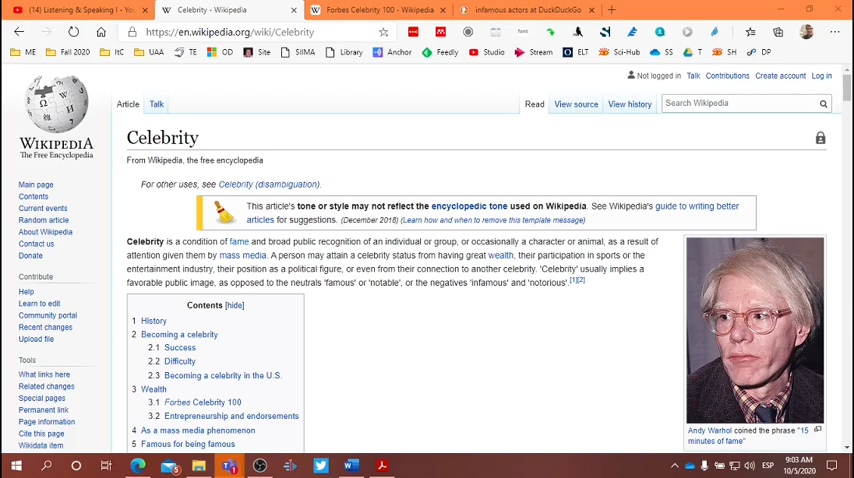 (14) Listening & Speaking I - You
Celebrity - Wikipedia
Forbes Celebrity 100 - Wikipedia
infamous actors at DuckDuckGo
https://en.wikipedia.org/wiki/Celebrity
ME
Fall 2020
ItC
UAA
TE
OD
Site
SIIMA
Library
Anchor
Feedly
Studio
Stream
ELT
Sci-Hub
SS
T
SH
DP
Not logged in Talk Contributions Create account Log in
Article Talk Read View source View history Search Wikipedia
WIKIPEDIA
The Free Encyclopedia
Main page
Contents
Current events
Random article
About Wikipedia
Contact us
Donate
Contribute
Help
Learn to edit
Community portal
Recent changes
Upload file
Tools
What links here
Related changes
Special pages
Permanent link
Page information
Cite this page
Wikidata item
Celebrity
From Wikipedia, the free encyclopedia
For other uses, see Celebrity (disambiguation).
This article's tone or style may not reflect the encyclopedic tone used on Wikipedia. See Wikipedia's guide to writing better
articles for suggestions. (December 2018) (Learn how and when to remove this template message)
Celebrity is a condition of fame and broad public recognition of an individual or group, or occasionally a character or animal, as a result of
attention given them by mass media. A person may attain a celebrity status from having great wealth, their participation in sports or the
entertainment industry, their position as a political figure, or even from their connection to another celebrity. 'Celebrity' usually implies a
favorable public image, as opposed to the neutrals 'famous' or 'notable', or the negatives 'infamous' and 'notorious'.[1][2]
Contents [hide]
1 History
2 Becoming a celebrity
2.1 Success
2.2 Difficulty
2.3 Becoming a celebrity in the U.S.
3 Wealth
3.1 Forbes Celebrity 100
3.2 Entrepreneurship and endorsements
4 As a mass media phenomenon
5 Famous for being famous
Andy Warhol coined the phrase "15
minutes of fame"
ESP
9:03 AM
10/5/2020